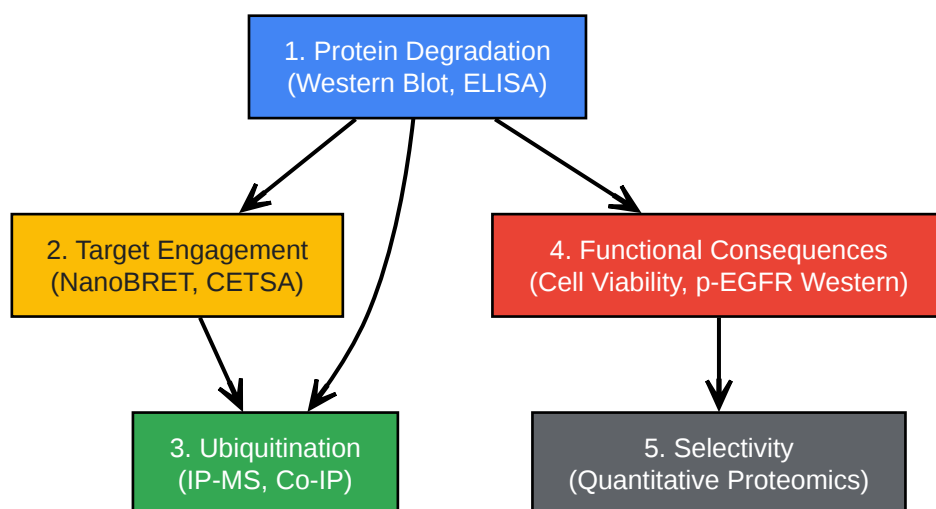 1. Protein Degradation
(Western Blot, ELISA)
2. Target Engagement
(NanoBRET, CETSA)
4. Functional Consequences
(Cell Viability, p-EGFR Western)
3. Ubiquitination
(IP-MS, Co-IP)
5. Selectivity
(Quantitative Proteomics)